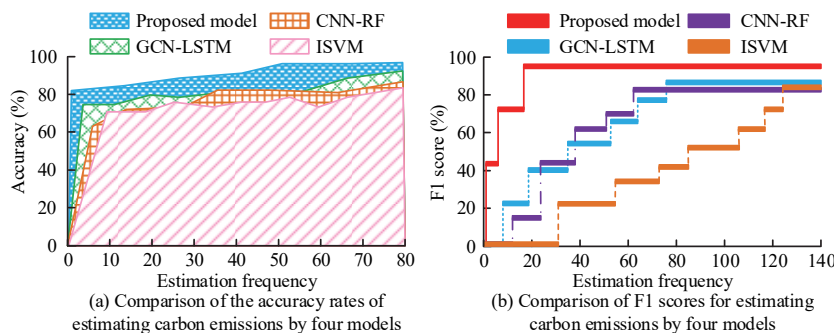 Proposed model CNN-RF
GCN-LSTM ISVM
100
80
60
40
20
0
Accuracy (%)
0 10 20 30 40 50 60 70 80
Estimation frequency
(a) Comparison of the accuracy rates of
estimating carbon emissions by four models
Proposed model CNN-RF
GCN-LSTM ISVM
100
80
60
40
20
0
F1 score (%)
0 20 40 60 80 100 120 140
Estimation frequency
(b) Comparison of F1 scores for estimating
carbon emissions by four models